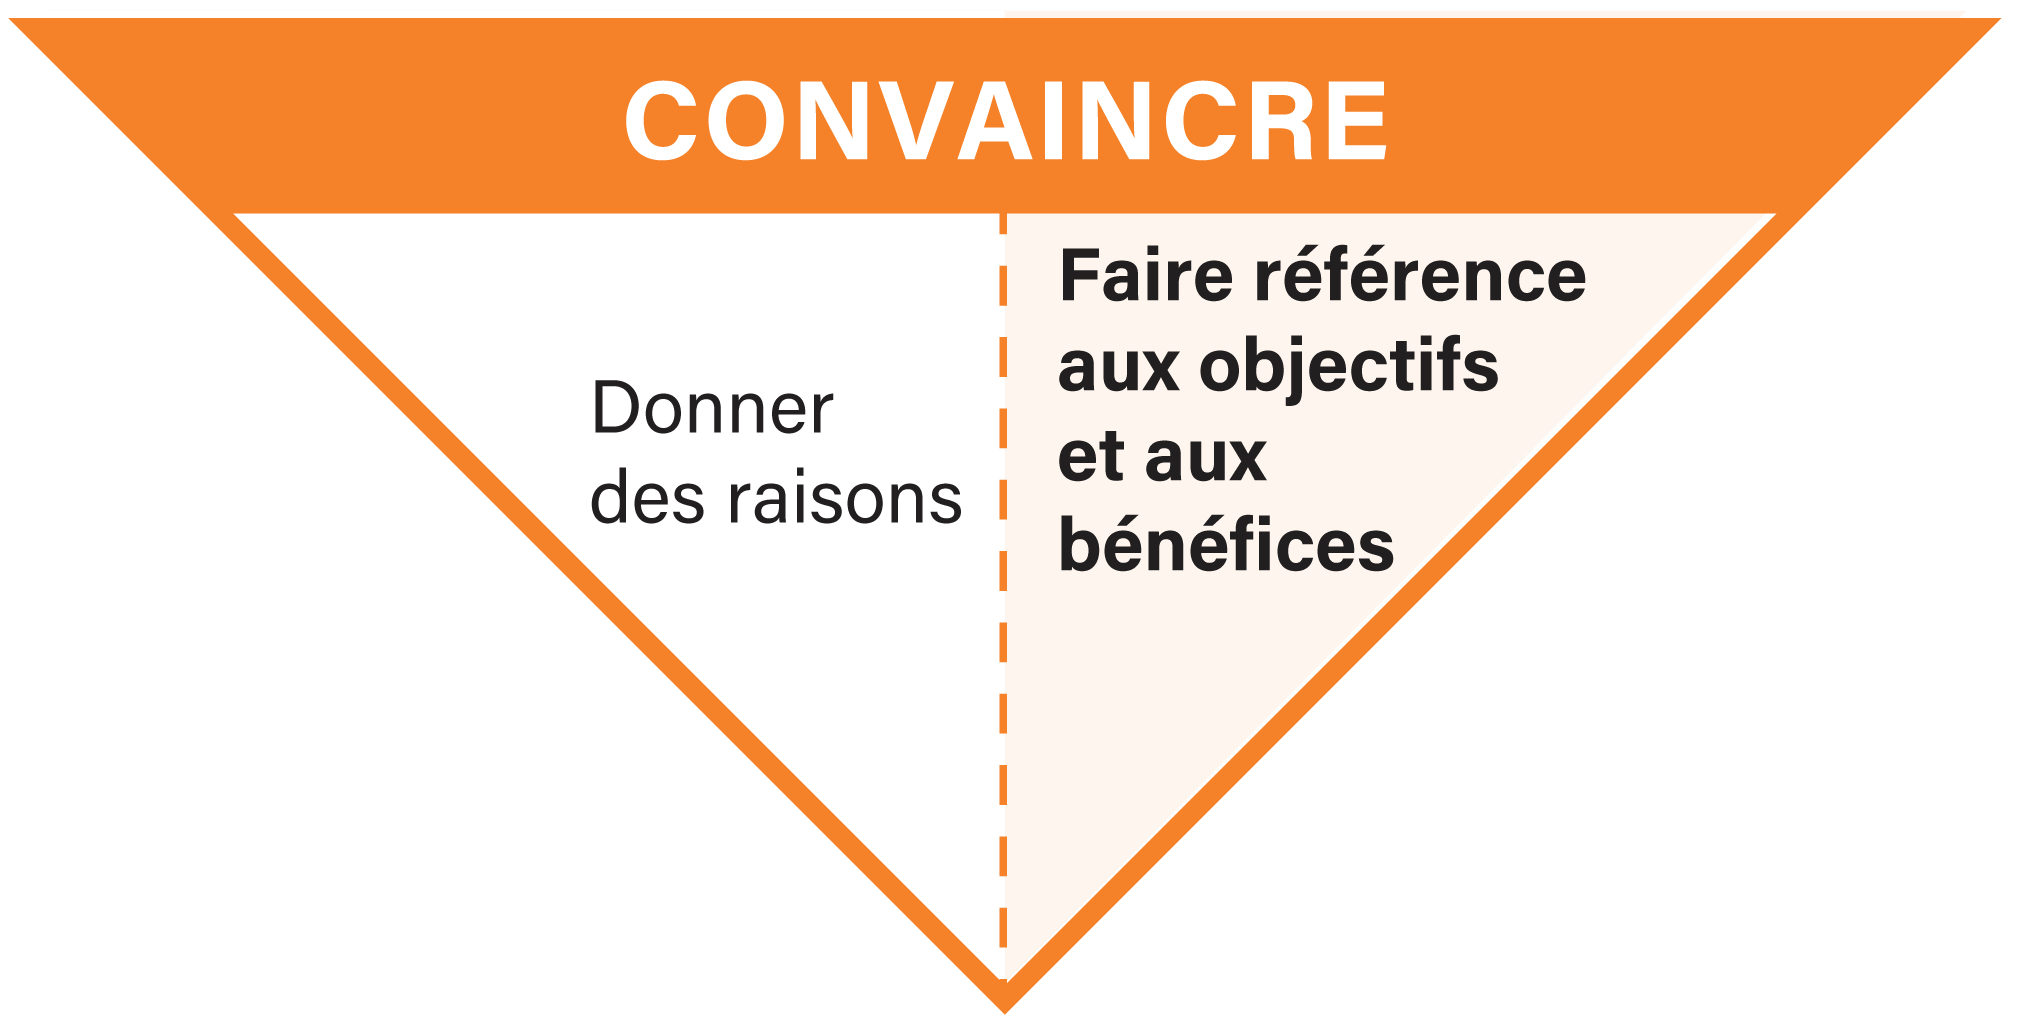 CONVAINCRE
Donner
des raisons
Faire référence
aux objectifs
et aux
bénéfices